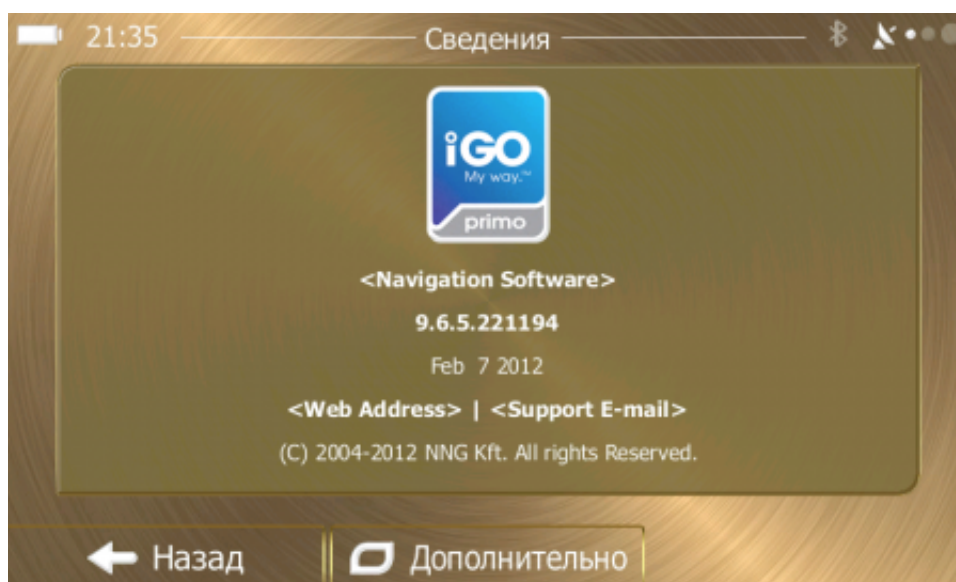 21:35 Сведения
iGO
My way.™
primo
<Navigation Software>
9.6.5.221194
Feb 7 2012
<Web Address> | <Support E-mail>
(C) 2004-2012 NNG Kft. All rights Reserved.
Назад Дополнительно